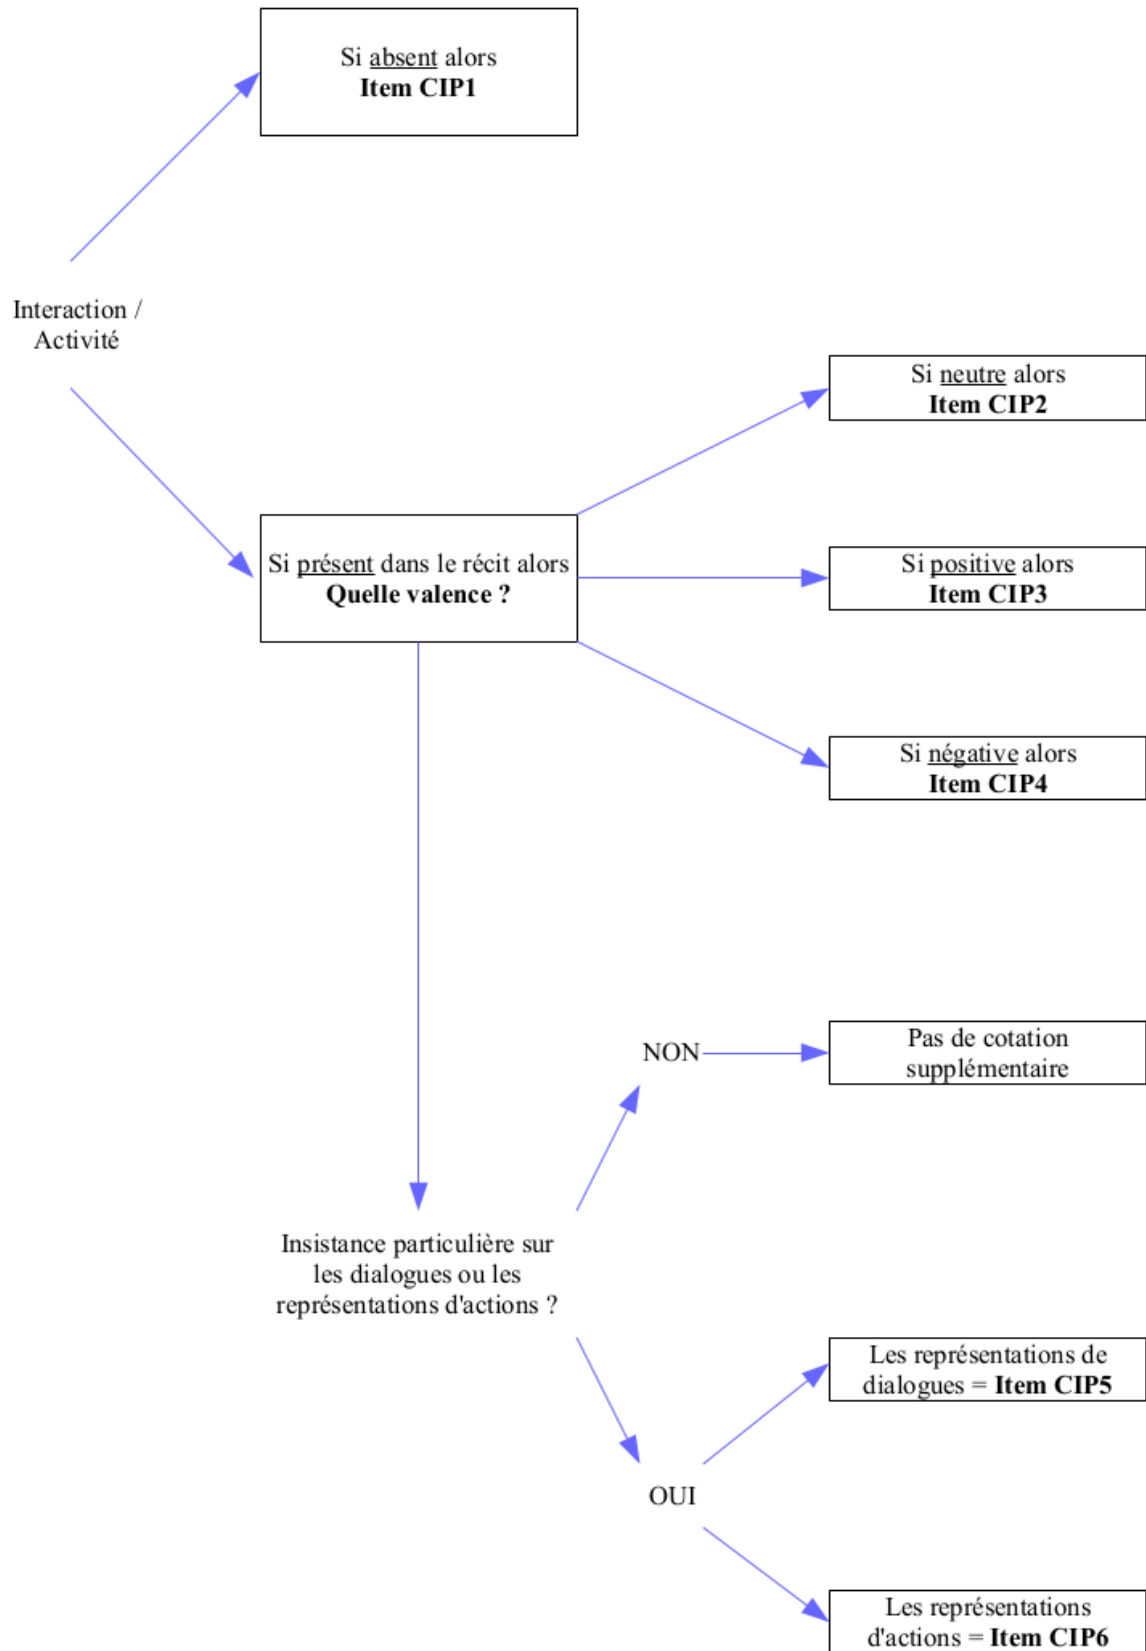 Si absent alors
Item CIP1
Interaction /
Activité
Si neutre alors
Item CIP2
Si présent dans le récit alors
Quelle valence ?
Si positive alors
Item CIP3
Si négative alors
Item CIP4
NON
Pas de cotation
supplémentaire
Insistance particulière sur
les dialogues ou les
représentations d'actions ?
Les représentations de
dialogues = Item CIP5
OUI
Les représentations
d'actions = Item CIP6